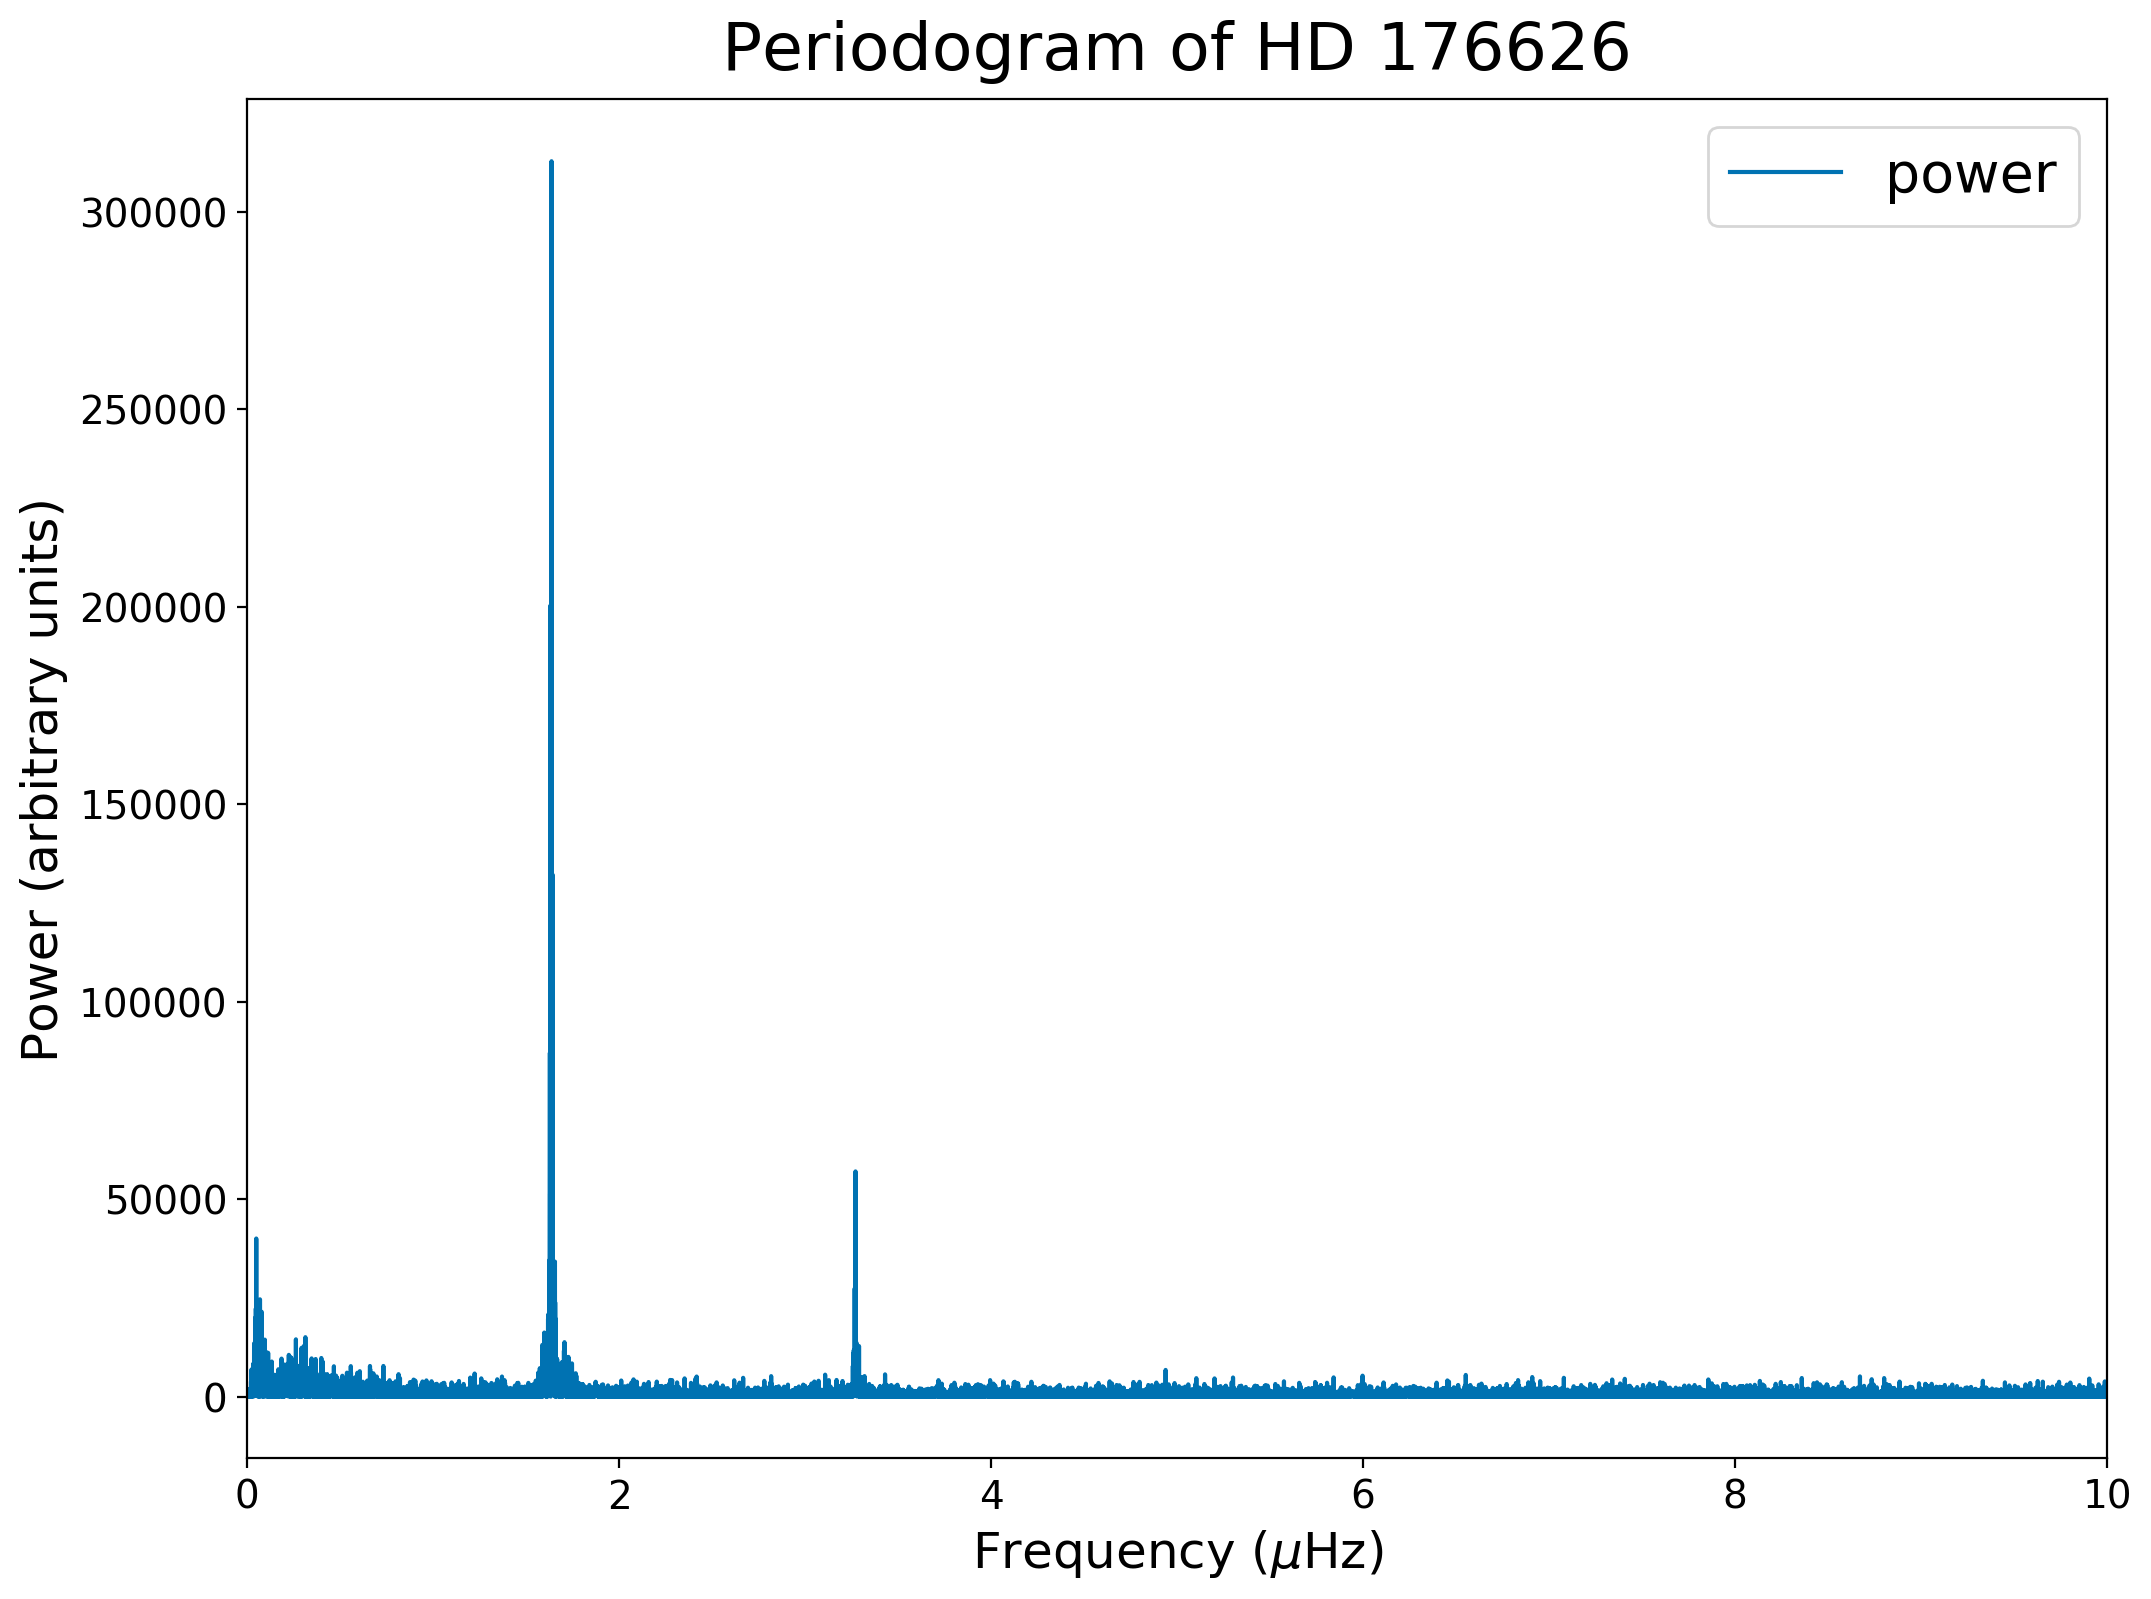 Periodogram of HD 176626
power
300000
250000
200000
150000
100000
50000
0
Power (arbitrary units)
0 2 4 6 8 10
Frequency (μHz)